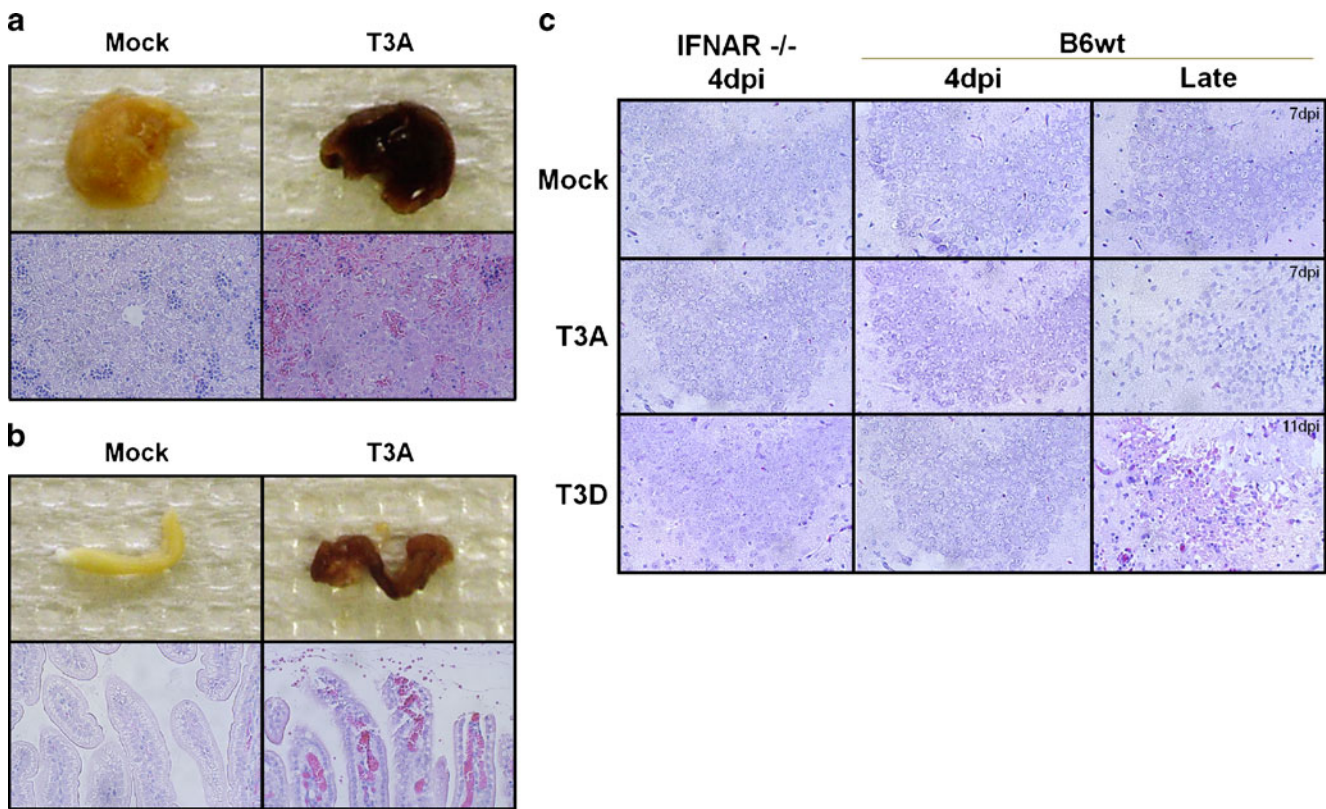 a
Mock T3A
b
Mock T3A
c
IFNAR -/- B6wt
4dpi 4dpi Late
Mock
7dpi
T3A
7dpi
T3D
11dpi